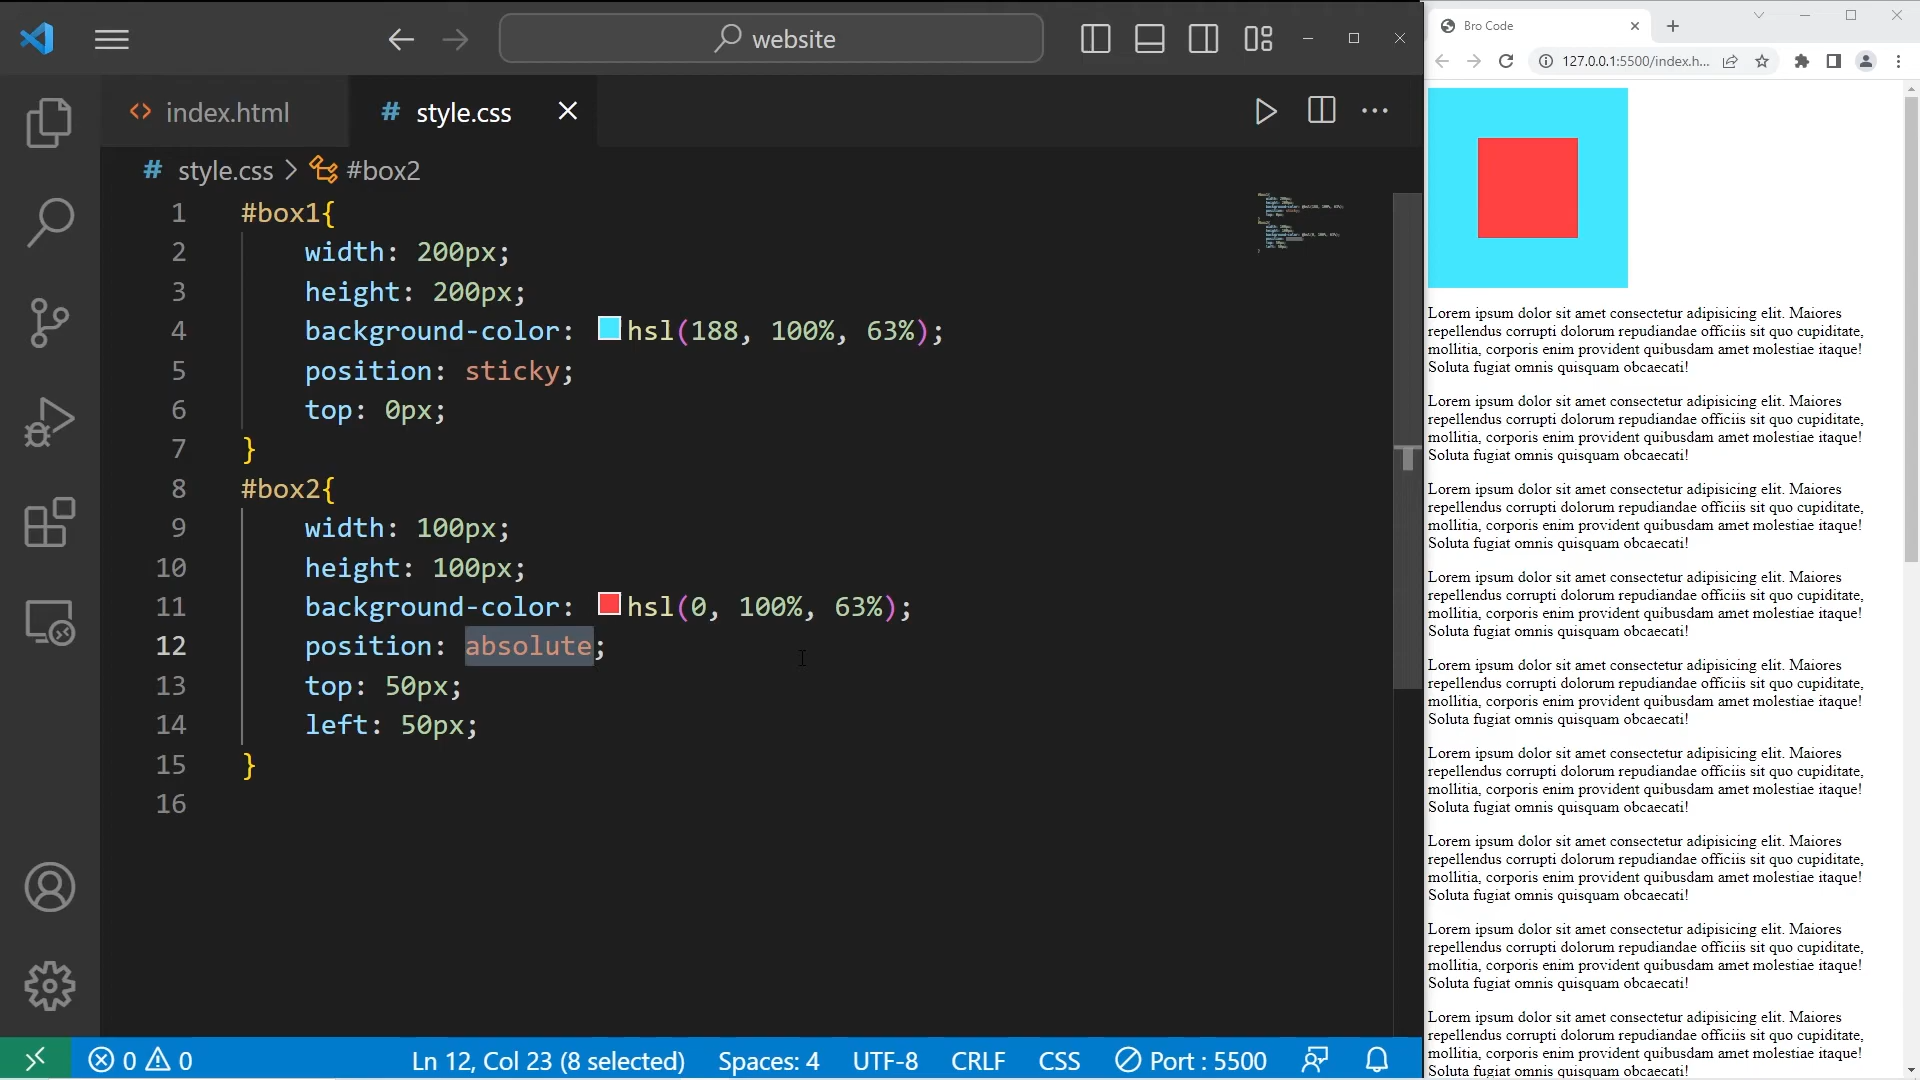 website
index.html
# style.css
# style.css > #box2
1 #box1{
2 width: 200px;
3 height: 200px;
4 background-color: hsl(188, 100%, 63%);
5 position: sticky;
6 top: 0px;
7 }
8 #box2{
9 width: 100px;
10 height: 100px;
11 background-color: hsl(0, 100%, 63%);
12 position: absolute;
13 top: 50px;
14 left: 50px;
15 }
16
0 0 Ln 12, Col 23 (8 selected) Spaces: 4 UTF-8 CRLF CSS Port : 5500
Bro Code
127.0.0.1:5500/index.h...
Lorem ipsum dolor sit amet consectetur adipisicing elit. Maiores
repellendus corrupti dolorum repudiandae officiis sit quo cupiditate,
mollitia, corporis enim provident quibusdam amet molestiae itaque!
Soluta fugiat omnis quisquam obcaecati!
Lorem ipsum dolor sit amet consectetur adipisicing elit. Maiores
repellendus corrupti dolorum repudiandae officiis sit quo cupiditate,
mollitia, corporis enim provident quibusdam amet molestiae itaque!
Soluta fugiat omnis quisquam obcaecati!
Lorem ipsum dolor sit amet consectetur adipisicing elit. Maiores
repellendus corrupti dolorum repudiandae officiis sit quo cupiditate,
mollitia, corporis enim provident quibusdam amet molestiae itaque!
Soluta fugiat omnis quisquam obcaecati!
Lorem ipsum dolor sit amet consectetur adipisicing elit. Maiores
repellendus corrupti dolorum repudiandae officiis sit quo cupiditate,
mollitia, corporis enim provident quibusdam amet molestiae itaque!
Soluta fugiat omnis quisquam obcaecati!
Lorem ipsum dolor sit amet consectetur adipisicing elit. Maiores
repellendus corrupti dolorum repudiandae officiis sit quo cupiditate,
mollitia, corporis enim provident quibusdam amet molestiae itaque!
Soluta fugiat omnis quisquam obcaecati!
Lorem ipsum dolor sit amet consectetur adipisicing elit. Maiores
repellendus corrupti dolorum repudiandae officiis sit quo cupiditate,
mollitia, corporis enim provident quibusdam amet molestiae itaque!
Soluta fugiat omnis quisquam obcaecati!
Lorem ipsum dolor sit amet consectetur adipisicing elit. Maiores
repellendus corrupti dolorum repudiandae officiis sit quo cupiditate,
mollitia, corporis enim provident quibusdam amet molestiae itaque!
Soluta fugiat omnis quisquam obcaecati!
Lorem ipsum dolor sit amet consectetur adipisicing elit. Maiores
repellendus corrupti dolorum repudiandae officiis sit quo cupiditate,
mollitia, corporis enim provident quibusdam amet molestiae itaque!
Soluta fugiat omnis quisquam obcaecati!
Lorem ipsum dolor sit amet consectetur adipisicing elit. Maiores
repellendus corrupti dolorum repudiandae officiis sit quo cupiditate,
mollitia, corporis enim provident quibusdam amet molestiae itaque!
Soluta fugiat omnis quisquam obcaecati!